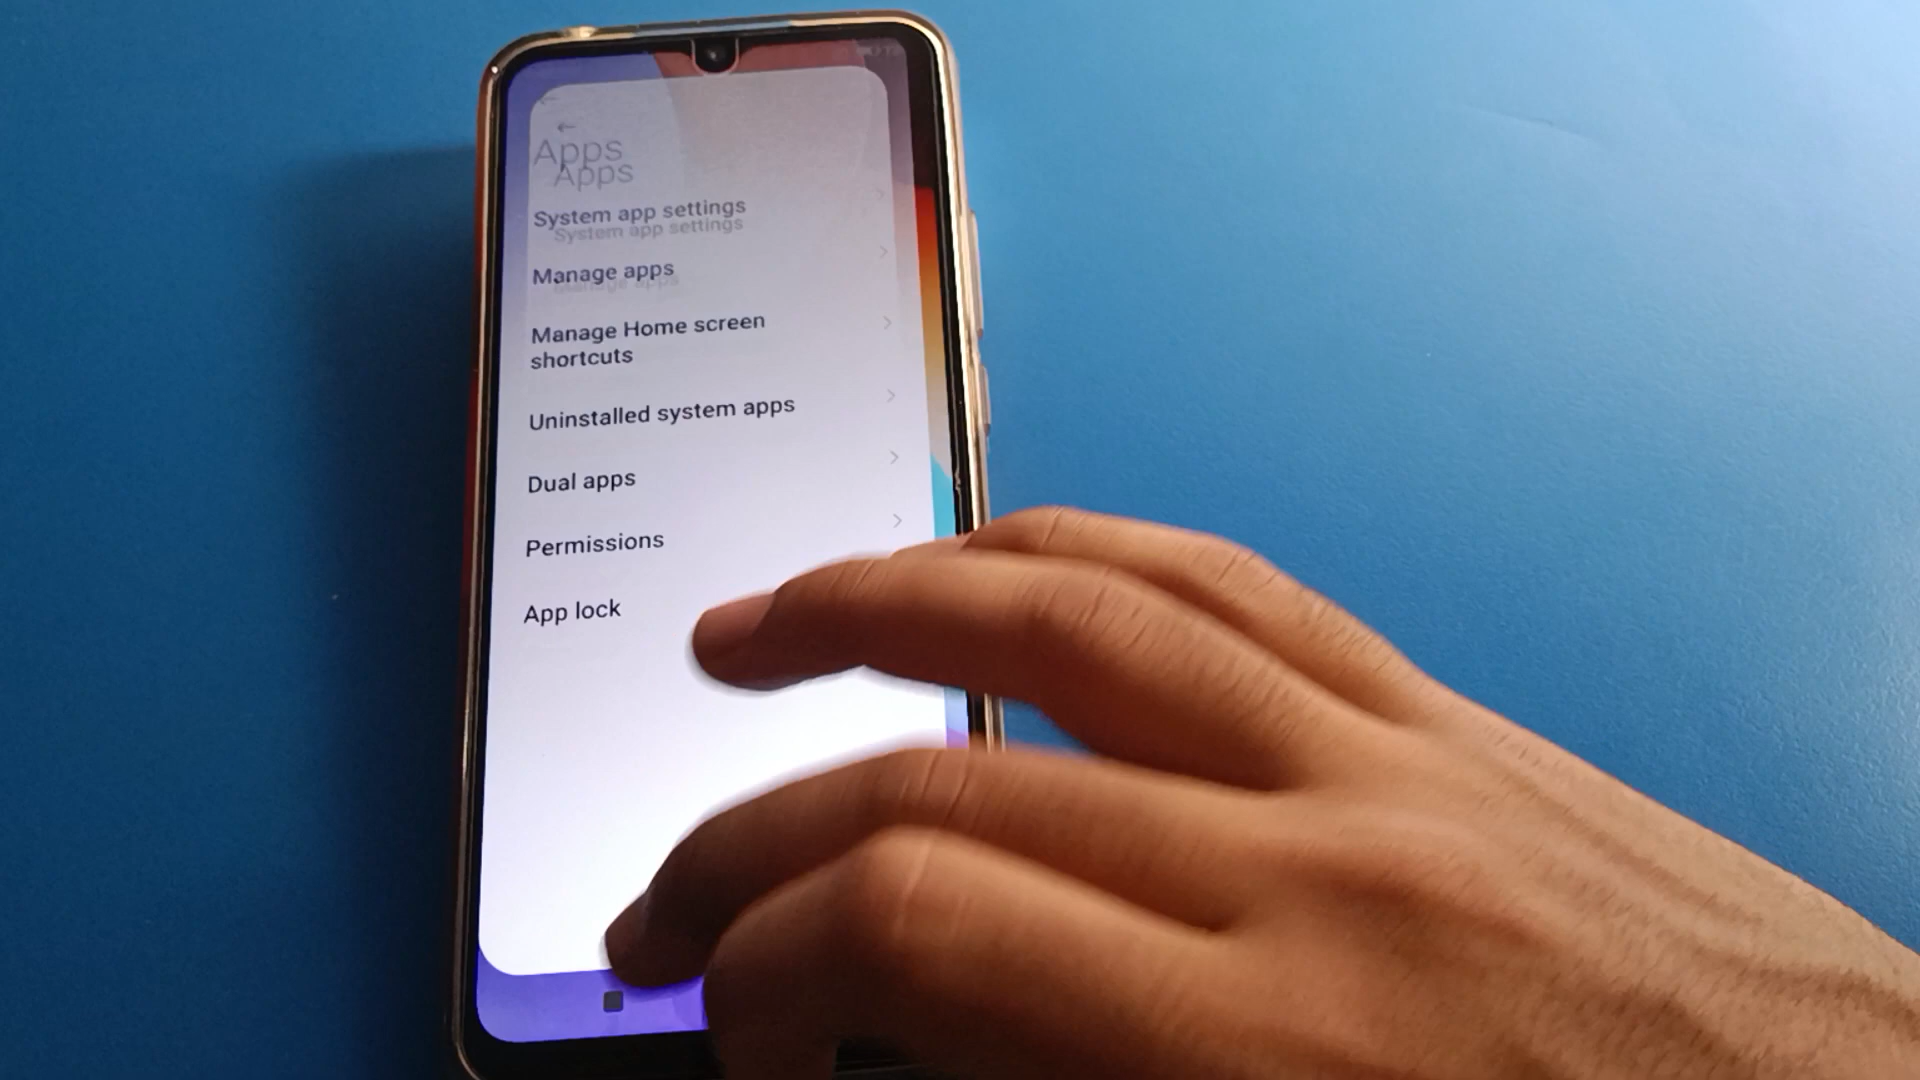 Apps
Apps
System app settings
System app settings
Manage apps
Manage apps
Manage Home screen
shortcuts
Uninstalled system apps
Dual apps
Permissions
App lock